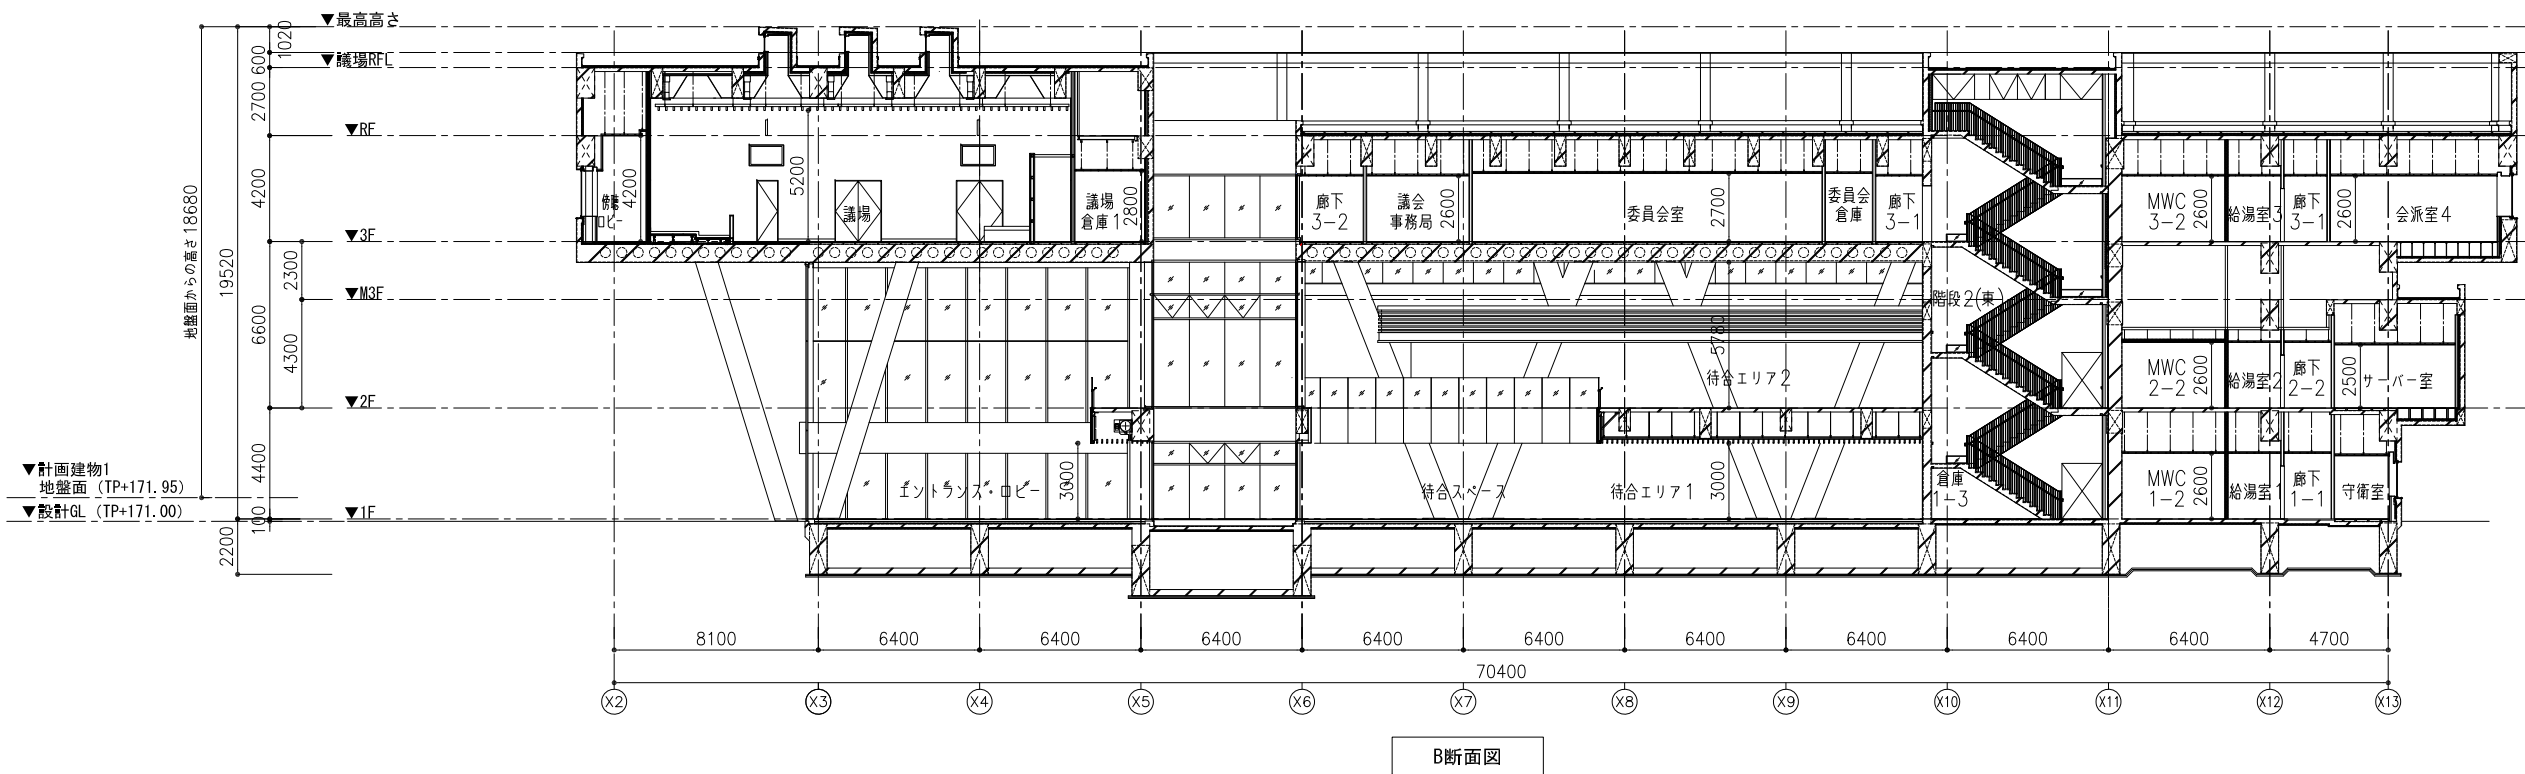 ▼最高高さ
▼議場RFL
▼RF
▼3F
▼M3F
▼2F
▼1F
▼計画建物1
地盤面 (TP+171.95)
▼設計GL (TP+171.00)
地盤面からの高さ18680
19520
1020
600
2700
4200
6600
4400
100
2200
2300
4300
傍聴
ロビー
4200
5200
議場
議場
倉庫1
2800
廊下
3-2
議会
事務局
2600
委員会室
2700
委員会
倉庫
廊下
3-1
MWC
3-2
2600
給湯室3
廊下
3-1
2600
会派室4
階段2(東)
5780
待合エリア2
MWC
2-2
2600
給湯室2
廊下
2-2
2500
サーバー室
エントランス・ロビー
3000
待合スペース
待合エリア1
3000
倉庫
1-3
MWC
1-2
2600
給湯室1
廊下
1-1
守衛室
8100 6400 6400 6400 6400 6400 6400 6400 6400 6400 4700
70400
X2 X3 X4 X5 X6 X7 X8 X9 X10 X11 X12 X13
B断面図